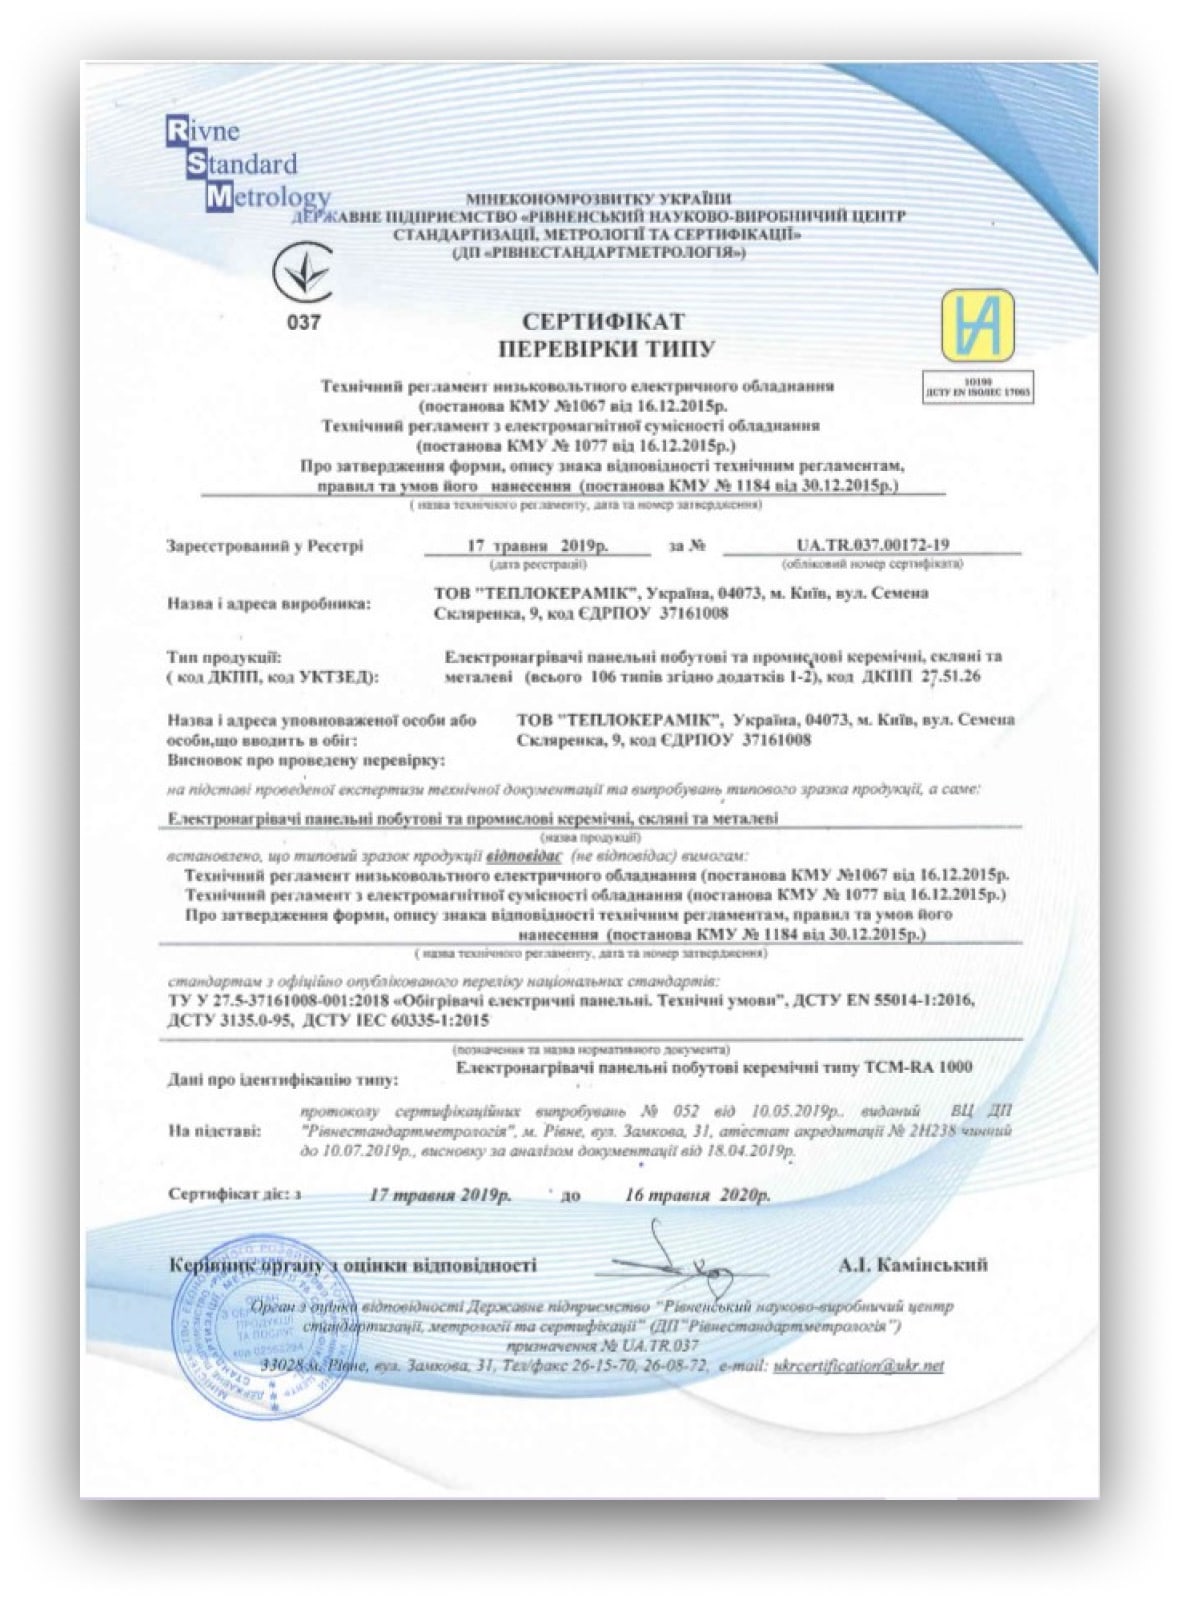 Rivne
Standard
Metrology
МІНЕКОНОМРОЗВИТКУ УКРАЇНИ
ДЕРЖАВНЕ ПІДПРИЄМСТВО «РІВНЕНСЬКИЙ НАУКОВО-ВИРОБНИЧИЙ ЦЕНТР
СТАНДАРТИЗАЦІЇ, МЕТРОЛОГІЇ ТА СЕРТИФІКАЦІЇ»
(ДП «РІВНЕСТАНДАРТМЕТРОЛОГІЯ»)
037
СЕРТИФІКАТ
ПЕРЕВІРКИ ТИПУ
10190
ДСТУ EN ISO/IEC 17065
Технічний регламент низьковольтного електричного обладнання
(постанова КМУ №1067 від 16.12.2015р.
Технічний регламент з електромагнітної сумісності обладнання
(постанова КМУ № 1077 від 16.12.2015р.)
Про затвердження форми, опису знака відповідності технічним регламентам,
правил та умов його нанесення (постанова КМУ № 1184 від 30.12.2015р.)
( назва технічного регламенту, дата та номер затвердження)
Зареєстрований у Реєстрі 17 травня 2019р. за № UA.TR.037.00172-19
(дата реєстрації) (обліковий номер сертифіката)
Назва і адреса виробника: ТОВ "ТЕПЛОКЕРАМІК", Україна, 04073, м. Київ, вул. Семена
Скляренка, 9, код ЄДРПОУ 37161008
Тип продукції: Електронагрівачі панельні побутові та промислові керемічні, скляні та
( код ДКПП, код УКТЗЕД): металеві (всього 106 типів згідно додатків 1-2), код ДКПП 27.51.26
Назва і адреса уповноваженої особи або ТОВ "ТЕПЛОКЕРАМІК", Україна, 04073, м. Київ, вул. Семена
особи,що вводить в обіг: Скляренка, 9, код ЄДРПОУ 37161008
Висновок про проведену перевірку:
на підставі проведеної експертизи технічної документації та випробувань типового зразка продукції, а саме:
Електронагрівачі панельні побутові та промислові керемічні, скляні та металеві
(назва продукції)
встановлено, що типовий зразок продукції відповідає (не відповідає) вимогам:
Технічний регламент низьковольтного електричного обладнання (постанова КМУ №1067 від 16.12.2015р.
Технічний регламент з електромагнітної сумісності обладнання (постанова КМУ № 1077 від 16.12.2015р.)
Про затвердження форми, опису знака відповідності технічним регламентам, правил та умов його
нанесення (постанова КМУ № 1184 від 30.12.2015р.)
( назва технічного регламенту, дата та номер затвердження)
стандартам з офіційно опублікованого переліку національних стандартів:
ТУ У 27.5-37161008-001:2018 «Обігрівачі електричні панельні. Технічні умови", ДСТУ EN 55014-1:2016,
ДСТУ 3135.0-95, ДСТУ IEC 60335-1:2015
(позначення та назва нормативного документа)
Дані про ідентифікацію типу: Електронагрівачі панельні побутові керемічні типу ТСМ-RA 1000
протоколу сертифікаційних випробувань № 052 від 10.05.2019р.. виданий ВЦ ДП
На підставі: "Рівнестандартметрологія", м. Рівне, вул. Замкова, 31, атестат акредитації № 2Н238 чинний
до 10.07.2019р., висновку за аналізом документації від 18.04.2019р.
Сертифікат діє: з 17 травня 2019р. до 16 травня 2020р.
Керівник органу з оцінки відповідності А.І. Камінський
Орган з оцінки відповідності Державне підприємство "Рівненський науково-виробничий центр
стандартизації, метрології та сертифікації" (ДП"Рівнестандартметрологія")
призначення № UA.TR.037
33028 м. Рівне, вул. Замкова, 31, Тел/факс 26-15-70, 26-08-72, e-mail: ukrcertification@ukr.net